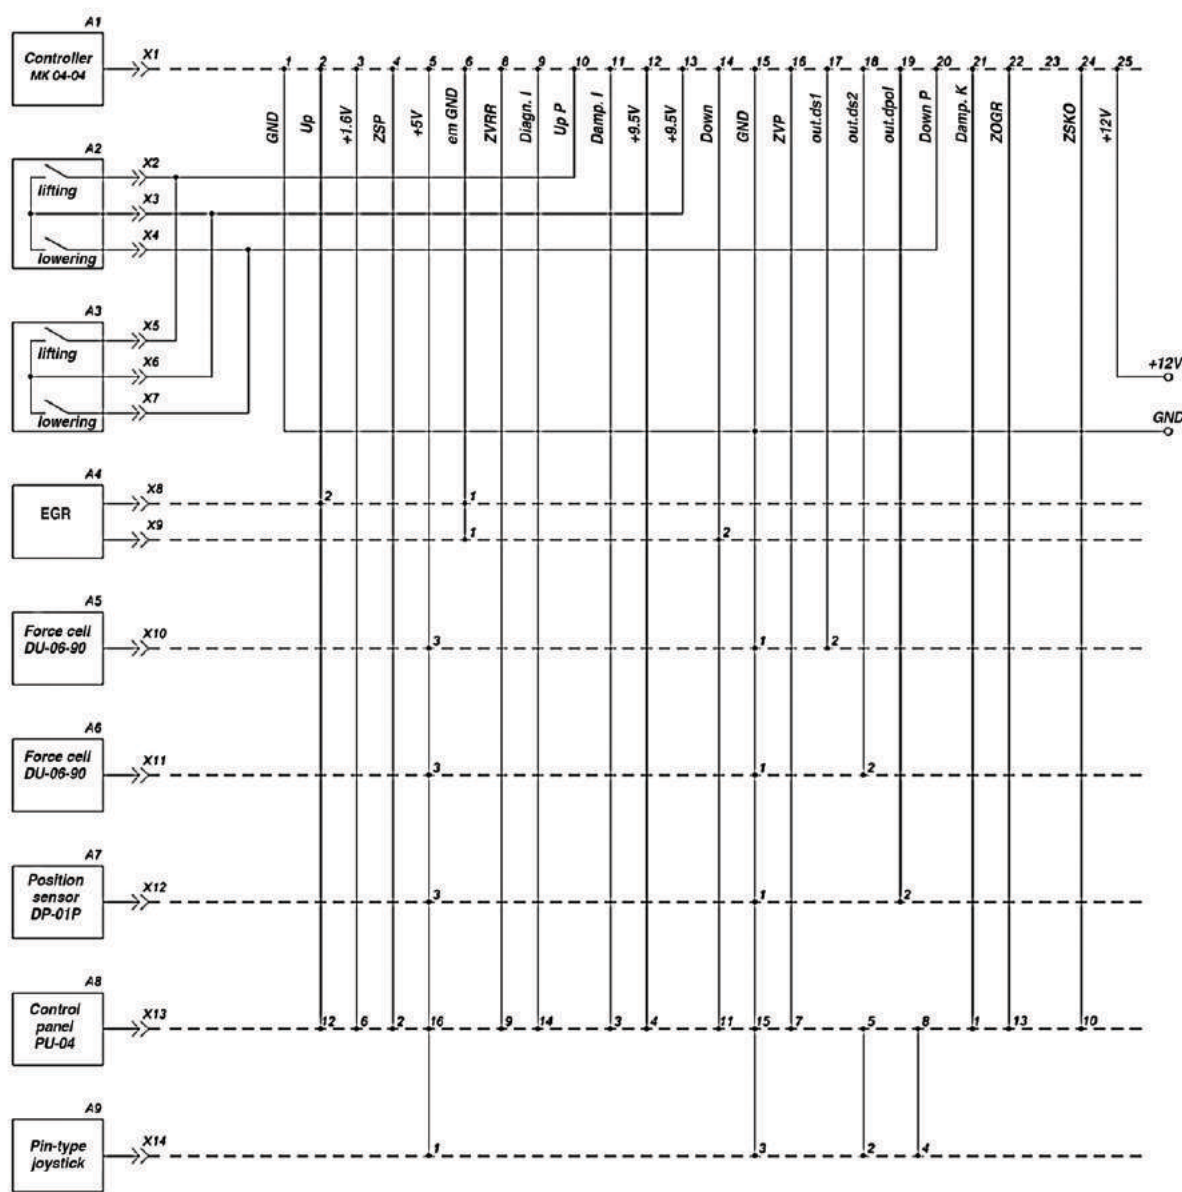 A1
Controller
MK 04-04
X1
1 2 3 4 5 6 8 9 10 11 12 13 14 15 16 17 18 19 20 21 22 23 24 25
GND
Up
+1.6V
ZSP
+5V
em GND
ZVRR
Diagn. I
Up P
Damp. I
+9.5V
+9.5V
Down
GND
ZVP
out.ds1
out.ds2
out.dpol
Down P
Damp. K
ZOGR
ZSKO
+12V
A2
X2
lifting
X3
X4
lowering
A3
X5
lifting
X6
X7
lowering
+12V
GND
A4
EGR
X8
2 1
X9
1 2
A5
Force cell
DU-06-90
X10
3 1 2
A6
Force cell
DU-06-90
X11
3 1 2
A7
Position
sensor
DP-01P
X12
3 1 2
A8
Control
panel
PU-04
X13
12 6 2 16 9 14 3 4 11 15 7 5 8 1 13 10
A9
Pin-type
joystick
X14
1 3 2 4